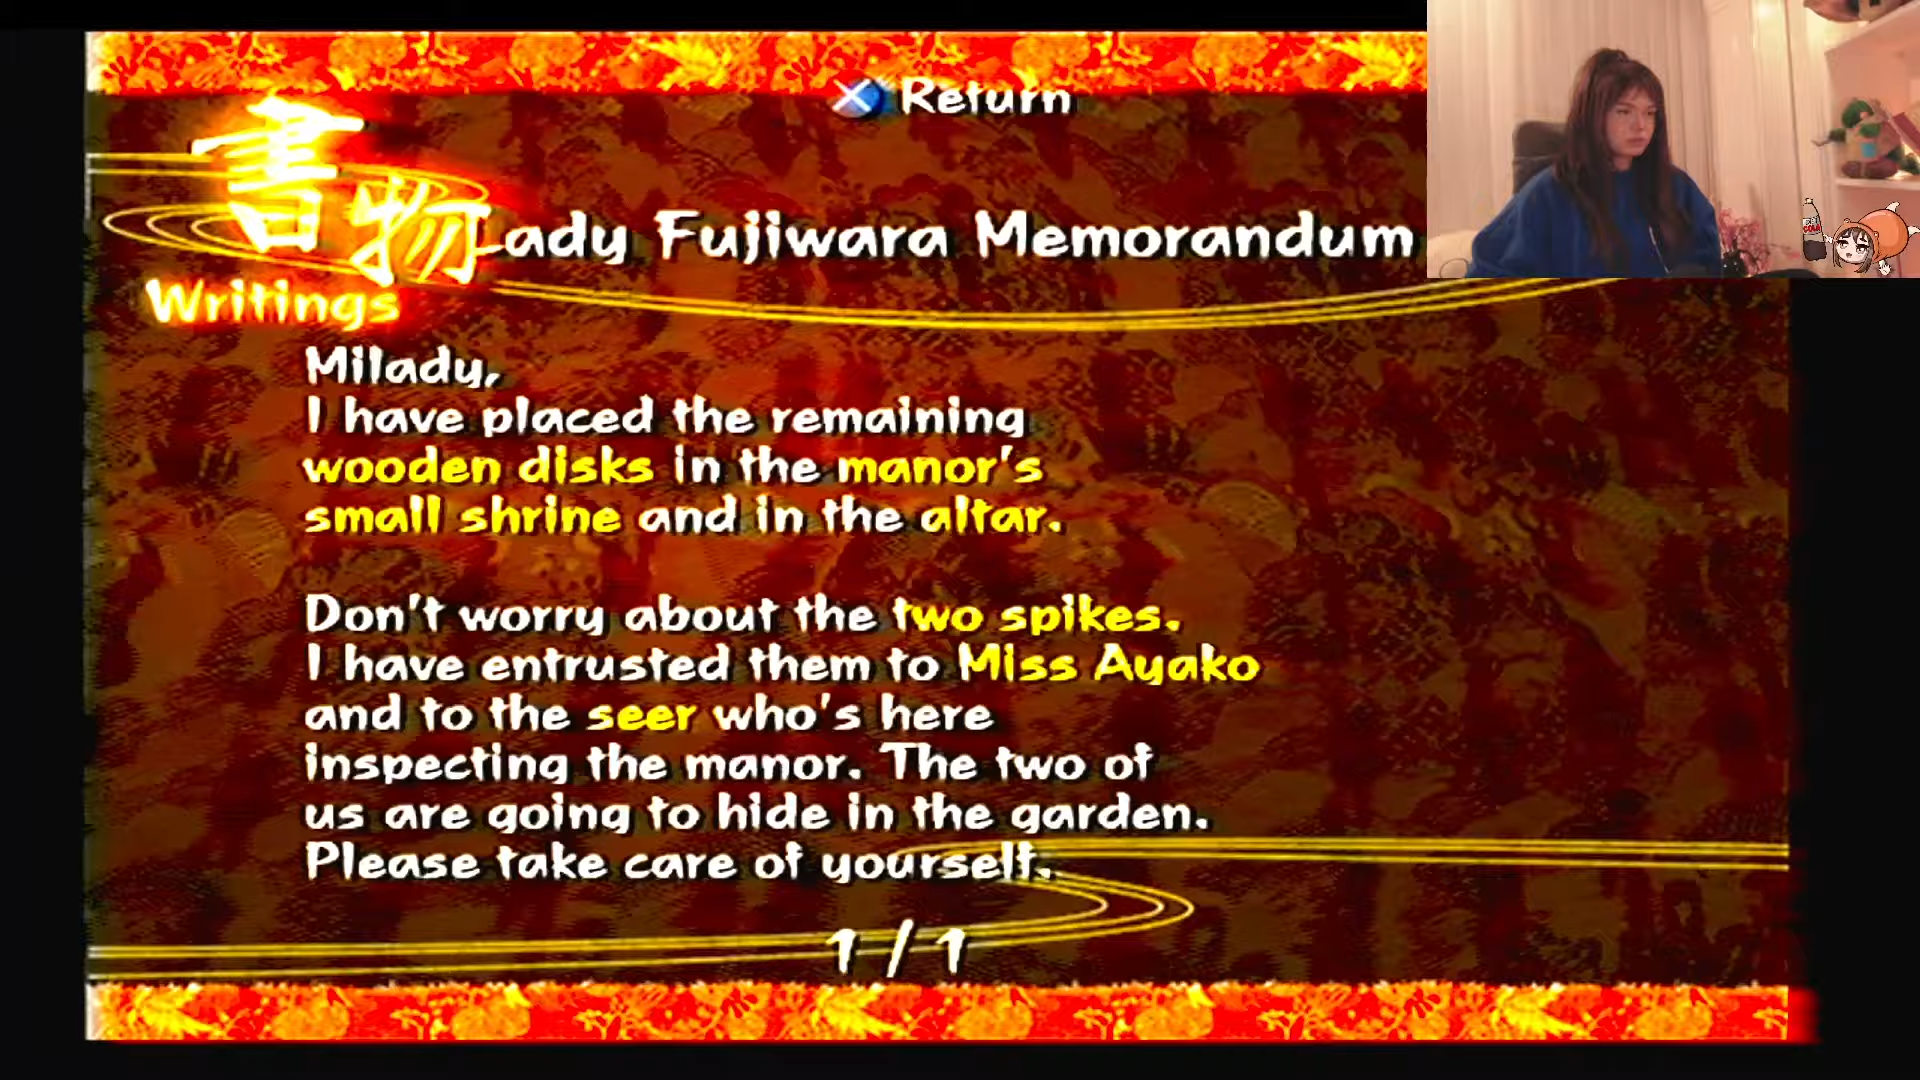 Return
書物
Writings
Lady Fujiwara Memorandum
Milady,
I have placed the remaining
wooden disks in the manor's
small shrine and in the altar.
Don't worry about the two spikes.
I have entrusted them to Miss Ayako
and to the seer who's here
inspecting the manor. The two of
us are going to hide in the garden.
Please take care of yourself.
1/1